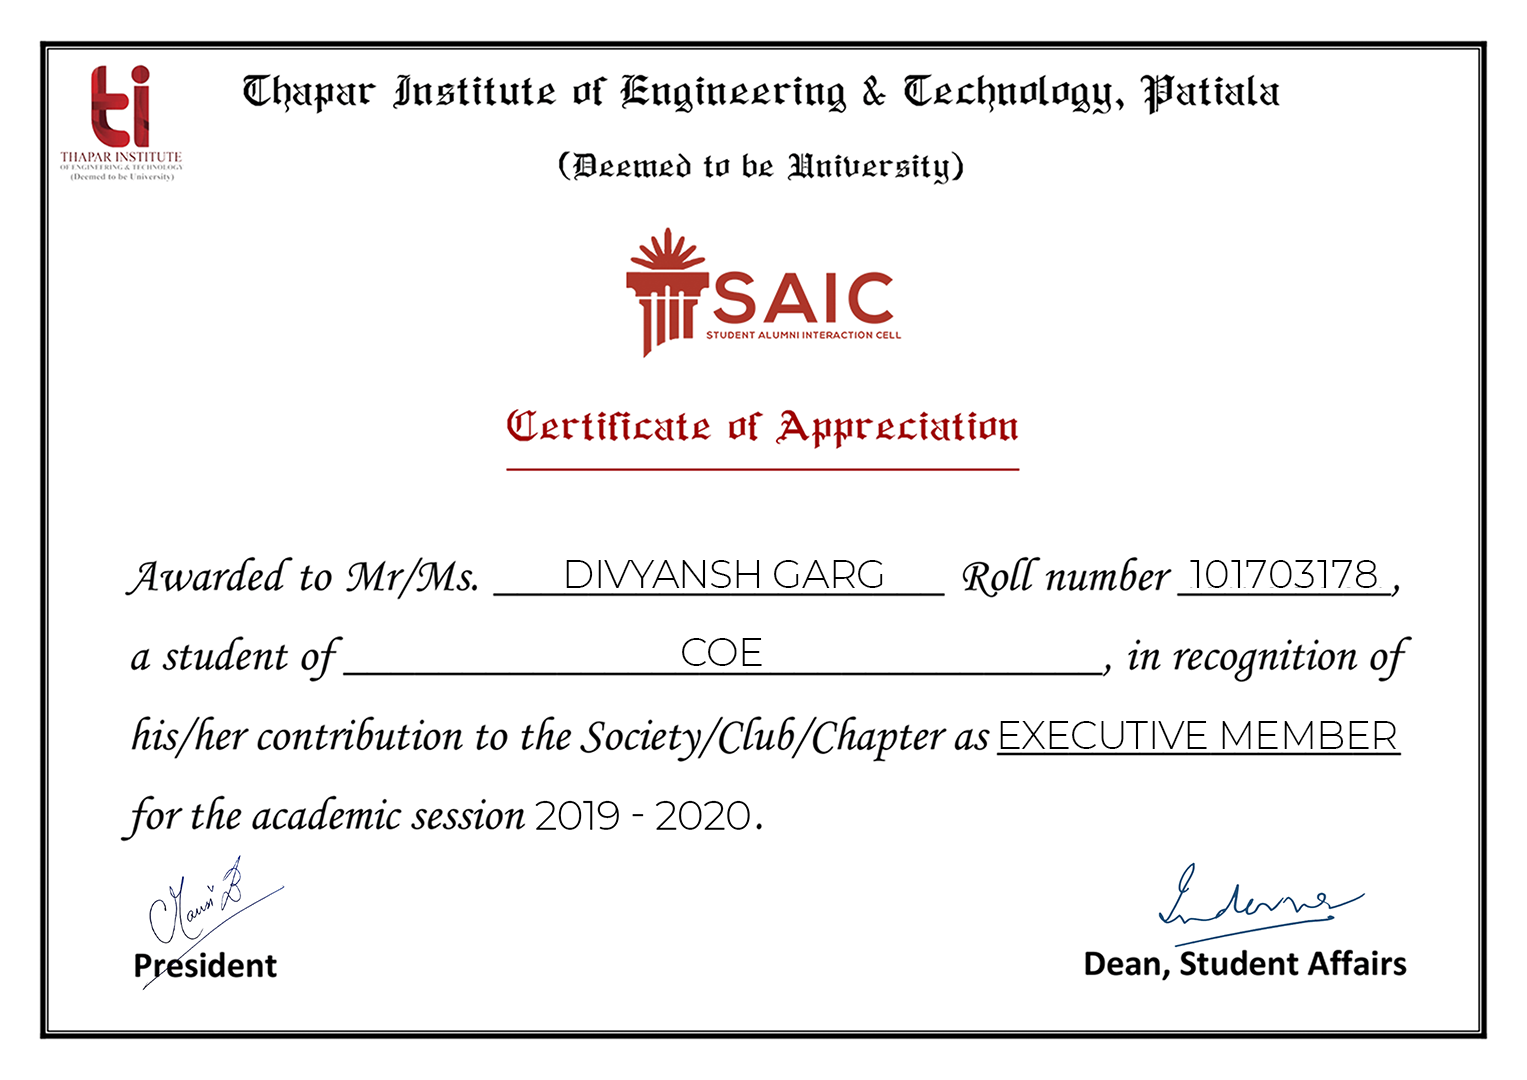 Thapar Institute of Engineering & Technology, Patiala
(Deemed to be University)
ti
THAPAR INSTITUTE
OF ENGINEERING & TECHNOLOGY
(Deemed to be University)
SAIC
STUDENT ALUMNI INTERACTION CELL
Certificate of Appreciation
Awarded to Mr/Ms. DIVYANSH GARG Roll number 101703178,
a student of COE, in recognition of
his/her contribution to the Society/Club/Chapter as EXECUTIVE MEMBER
for the academic session 2019 - 2020.
President
Dean, Student Affairs